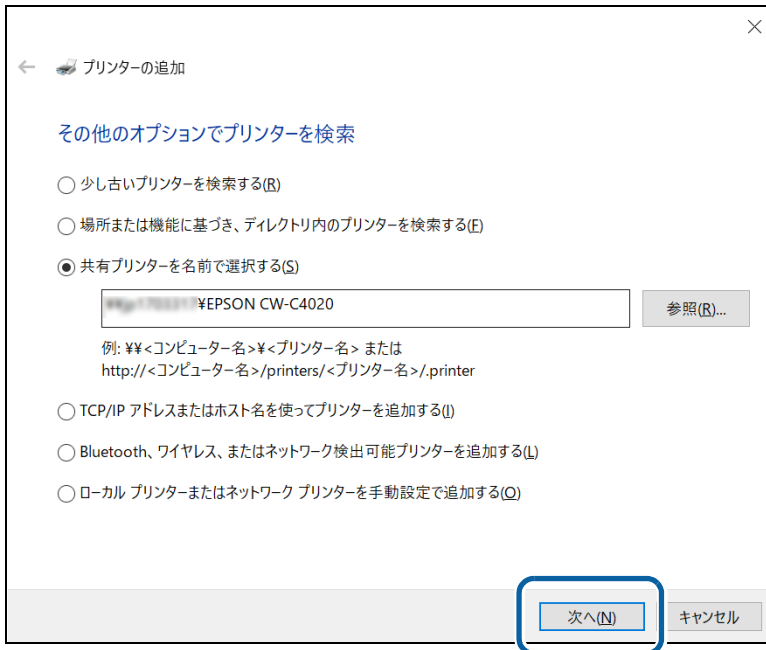 プリンターの追加
その他のオプションでプリンターを検索
少し古いプリンターを検索する(R)
場所または機能に基づき、ディレクトリ内のプリンターを検索する(F)
共有プリンターを名前で選択する(S)
¥EPSON CW-C4020
参照(R)...
例: ¥¥<コンピューター名>¥<プリンター名> または
http://<コンピューター名>/printers/<プリンター名>/.printer
TCP/IP アドレスまたはホスト名を使ってプリンターを追加する(I)
Bluetooth、ワイヤレス、またはネットワーク検出可能プリンターを追加する(L)
ローカル プリンターまたはネットワーク プリンターを手動設定で追加する(O)
次へ(N)
キャンセル